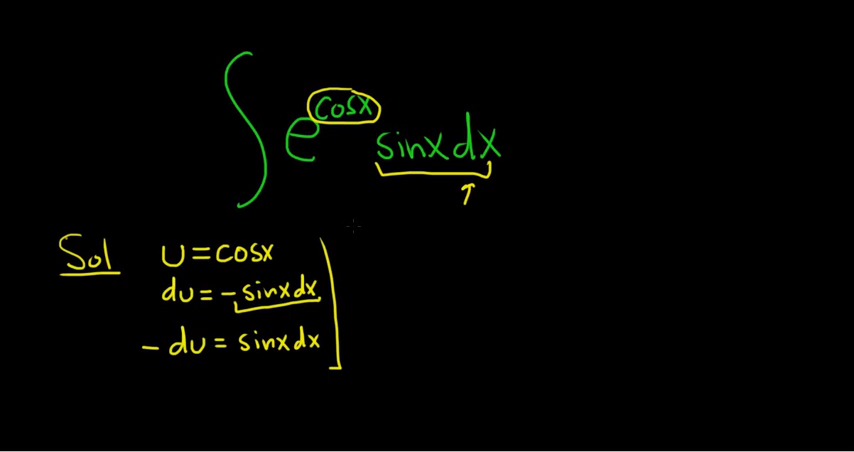 ∫ e^cosx sinx dx
Sol u = cosx
du = - sinx dx
- du = sinx dx